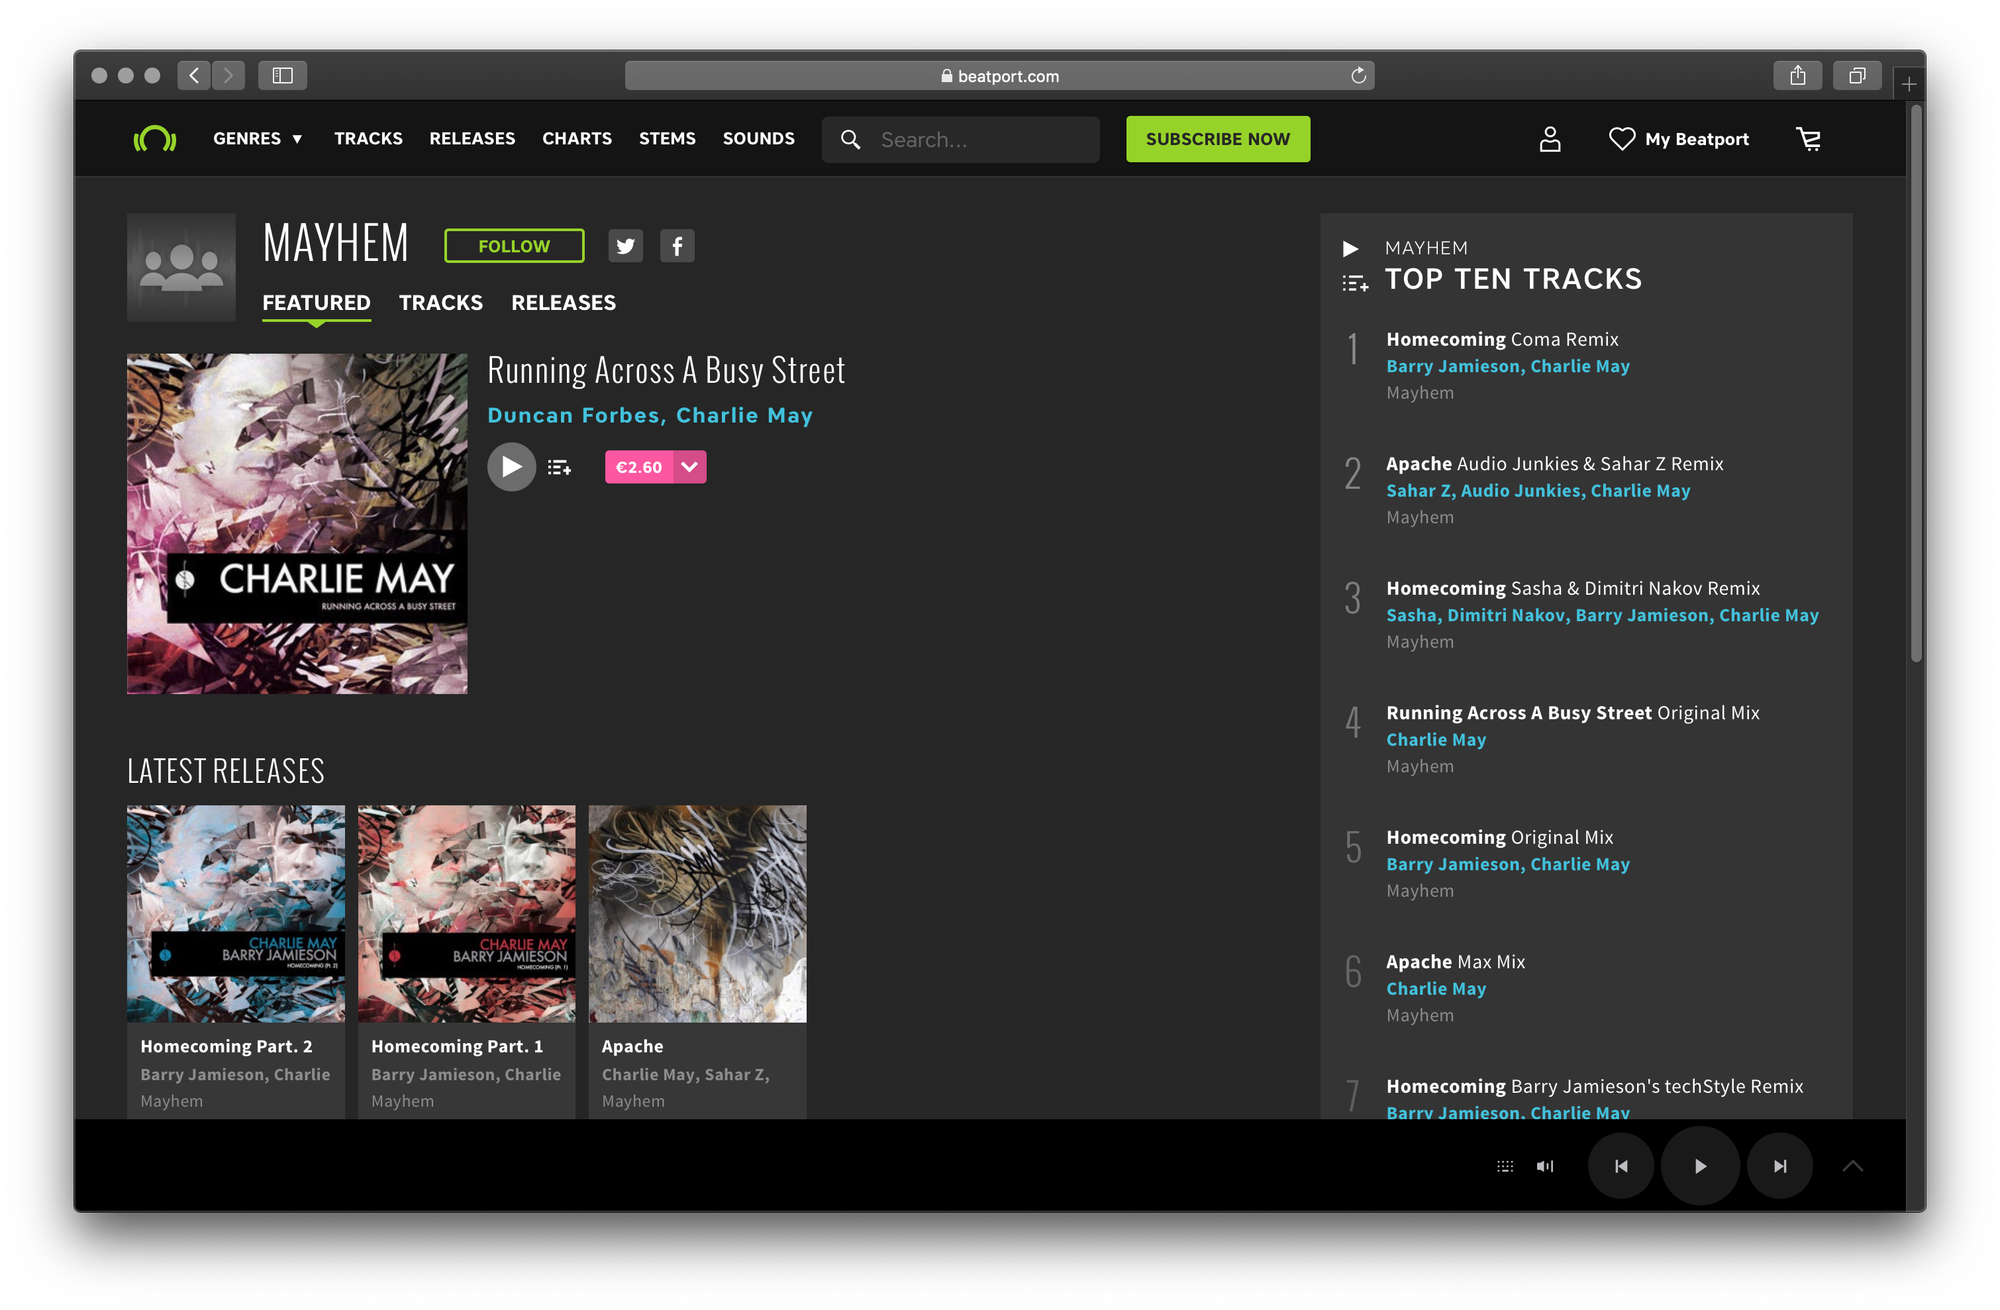 beatport.com
GENRES ▼ TRACKS RELEASES CHARTS STEMS SOUNDS Search... SUBSCRIBE NOW My Beatport
MAYHEM FOLLOW
FEATURED TRACKS RELEASES
Running Across A Busy Street
Duncan Forbes, Charlie May
€2.60
CHARLIE MAY
RUNNING ACROSS A BUSY STREET
LATEST RELEASES
CHARLIE MAY
BARRY JAMIESON
HOMECOMING (Pt. 2)
Homecoming Part. 2
Barry Jamieson, Charlie
Mayhem
CHARLIE MAY
BARRY JAMIESON
HOMECOMING (Pt. 1)
Homecoming Part. 1
Barry Jamieson, Charlie
Mayhem
Apache
Charlie May, Sahar Z,
Mayhem
MAYHEM
TOP TEN TRACKS
1 Homecoming Coma Remix
Barry Jamieson, Charlie May
Mayhem
2 Apache Audio Junkies & Sahar Z Remix
Sahar Z, Audio Junkies, Charlie May
Mayhem
3 Homecoming Sasha & Dimitri Nakov Remix
Sasha, Dimitri Nakov, Barry Jamieson, Charlie May
Mayhem
4 Running Across A Busy Street Original Mix
Charlie May
Mayhem
5 Homecoming Original Mix
Barry Jamieson, Charlie May
Mayhem
6 Apache Max Mix
Charlie May
Mayhem
7 Homecoming Barry Jamieson's techStyle Remix
Barry Jamieson, Charlie May